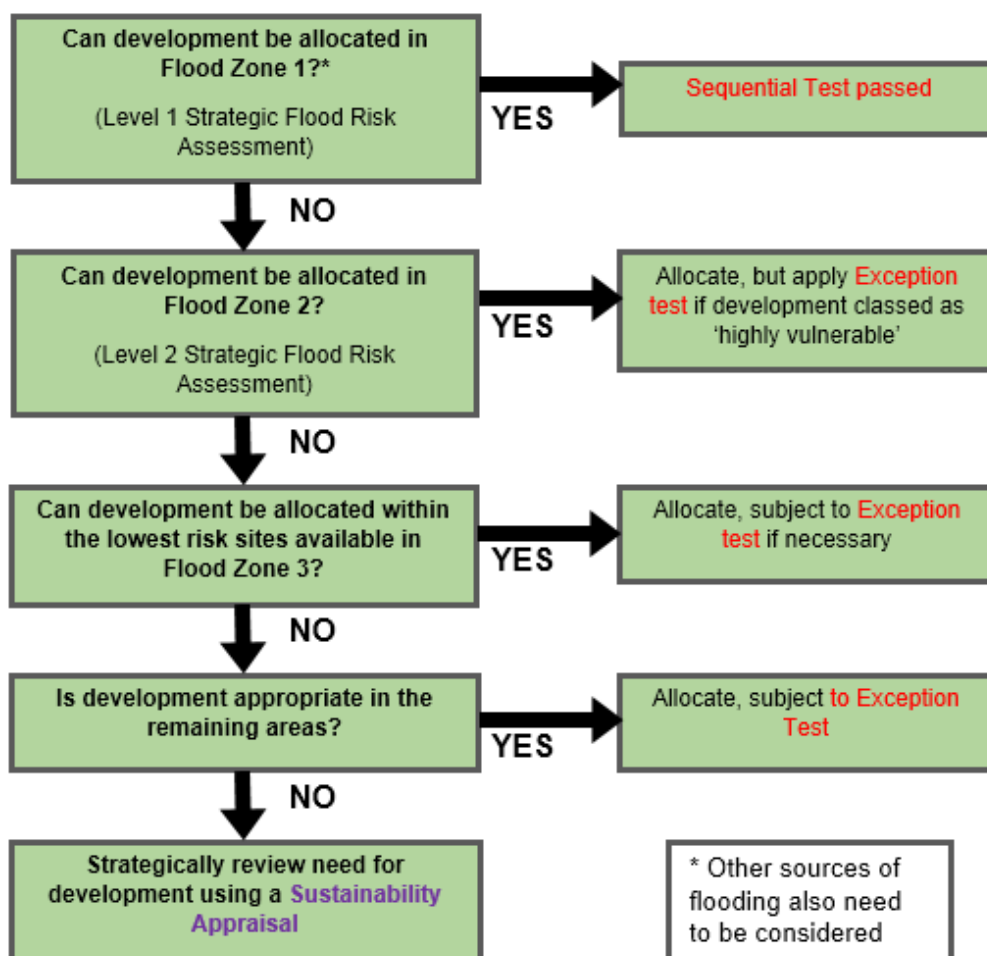 Can development be allocated in
Flood Zone 1?*
(Level 1 Strategic Flood Risk
Assessment)
YES
Sequential Test passed
NO
Can development be allocated in
Flood Zone 2?
(Level 2 Strategic Flood Risk
Assessment)
YES
Allocate, but apply Exception
test if development classed as
‘highly vulnerable’
NO
Can development be allocated within
the lowest risk sites available in
Flood Zone 3?
YES
Allocate, subject to Exception
test if necessary
NO
Is development appropriate in the
remaining areas?
YES
Allocate, subject to Exception
Test
NO
Strategically review need for
development using a Sustainability
Appraisal
* Other sources of
flooding also need
to be considered